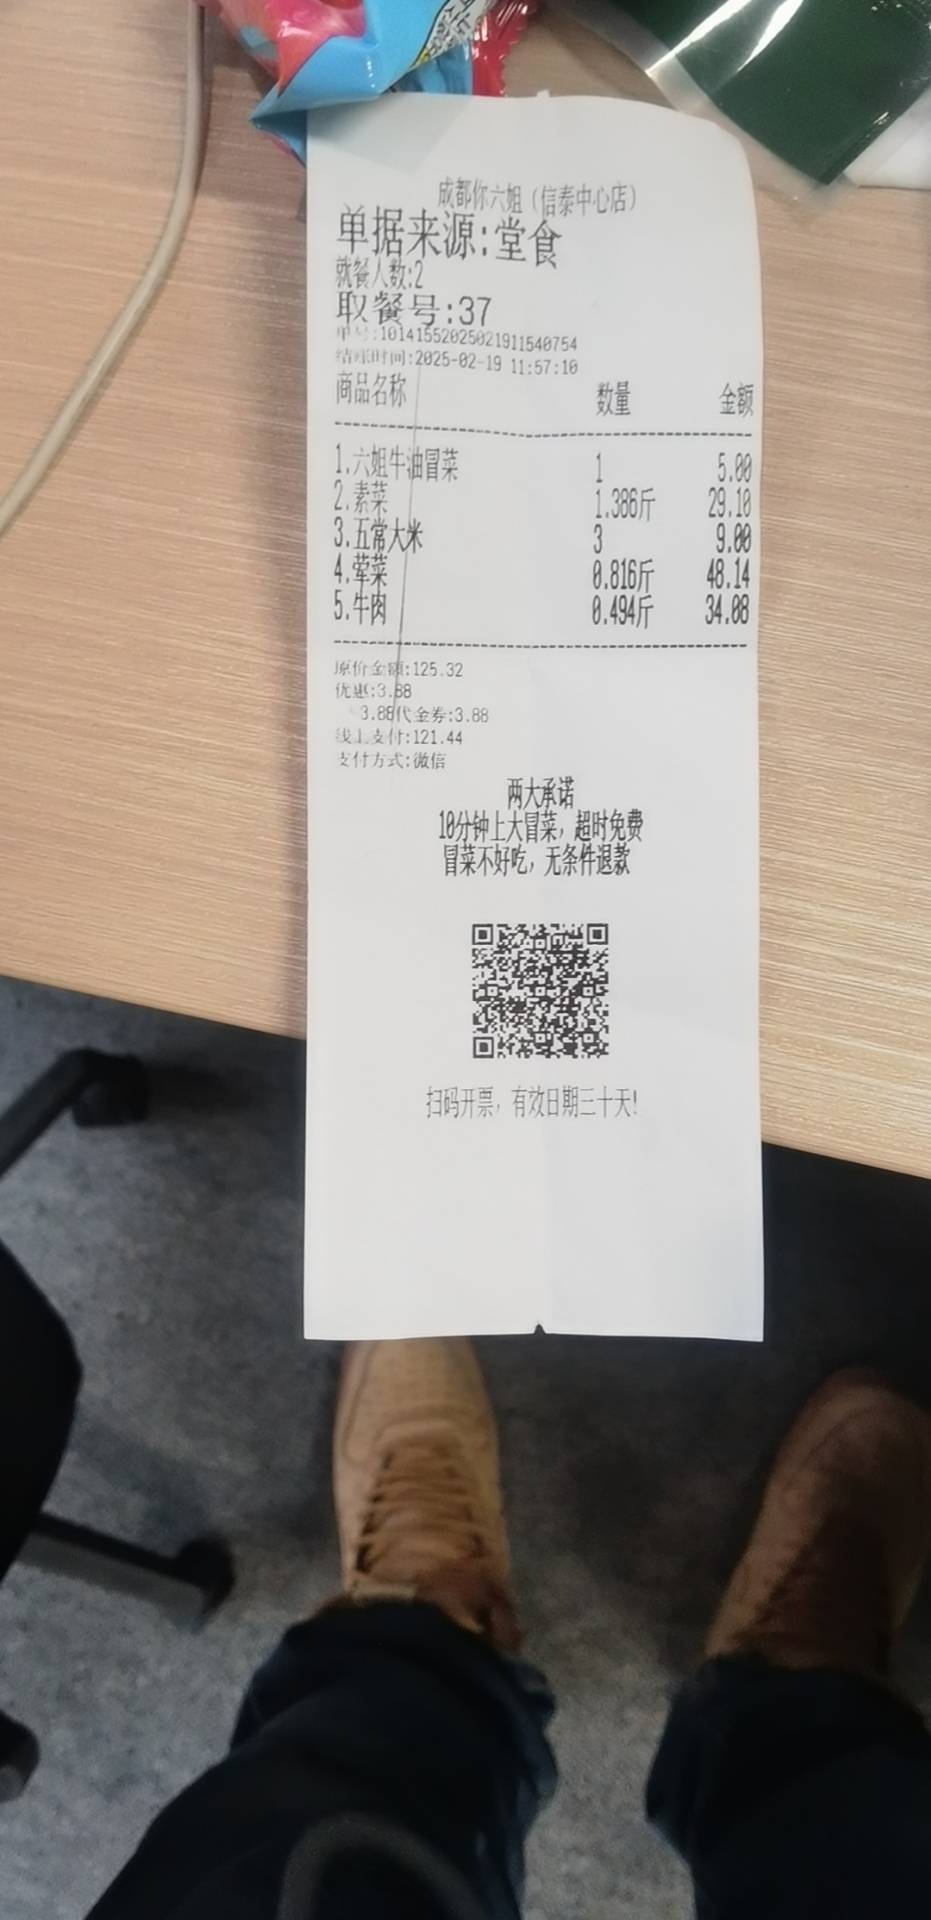 成都你六姐（信泰中心店）
单据来源:堂食
就餐人数:2
取餐号:37
单号:10141552025021911540754
结账时间:2025-02-19 11:57:10
商品名称 数量 金额
1.六姐牛油冒菜 1 5.00
2.素菜 1.386斤 29.10
3.五常大米 3 9.00
4.荤菜 0.816斤 48.14
5.牛肉 0.494斤 34.08
原价金额:125.32
优惠:3.88
3.88代金券:3.88
线上支付:121.44
支付方式:微信
两大承诺
10分钟上大冒菜，超时免费
冒菜不好吃，无条件退款
扫码开票，有效日期三十天!